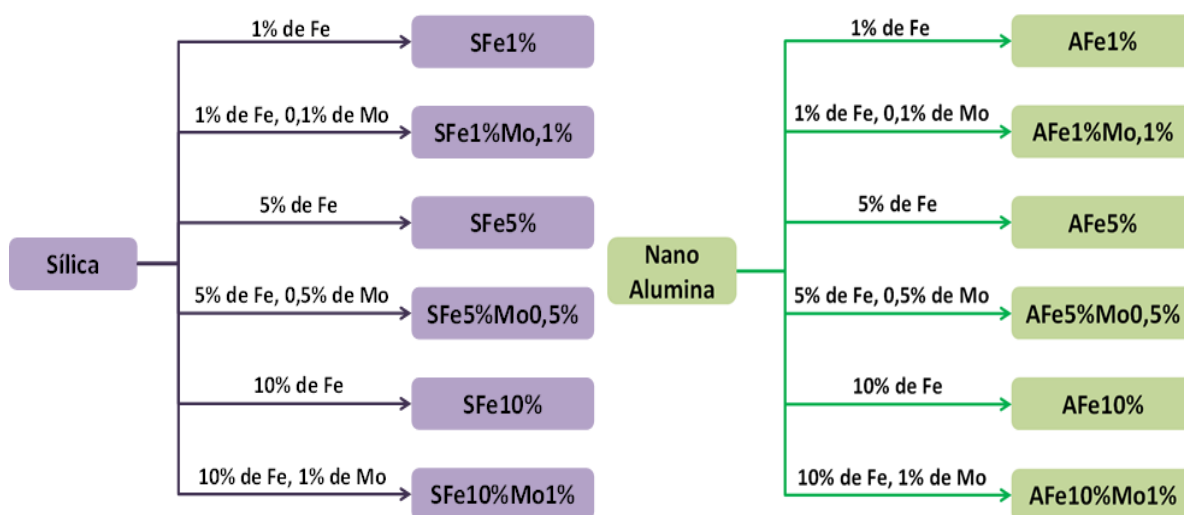 1% de Fe
SFe1%
1% de Fe, 0,1% de Mo
SFe1%Mo,1%
5% de Fe
SFe5%
Sílica
5% de Fe, 0,5% de Mo
SFe5%Mo0,5%
10% de Fe
SFe10%
10% de Fe, 1% de Mo
SFe10%Mo1%
1% de Fe
AFe1%
1% de Fe, 0,1% de Mo
AFe1%Mo,1%
5% de Fe
AFe5%
Nano
Alumina
5% de Fe, 0,5% de Mo
AFe5%Mo0,5%
10% de Fe
AFe10%
10% de Fe, 1% de Mo
AFe10%Mo1%